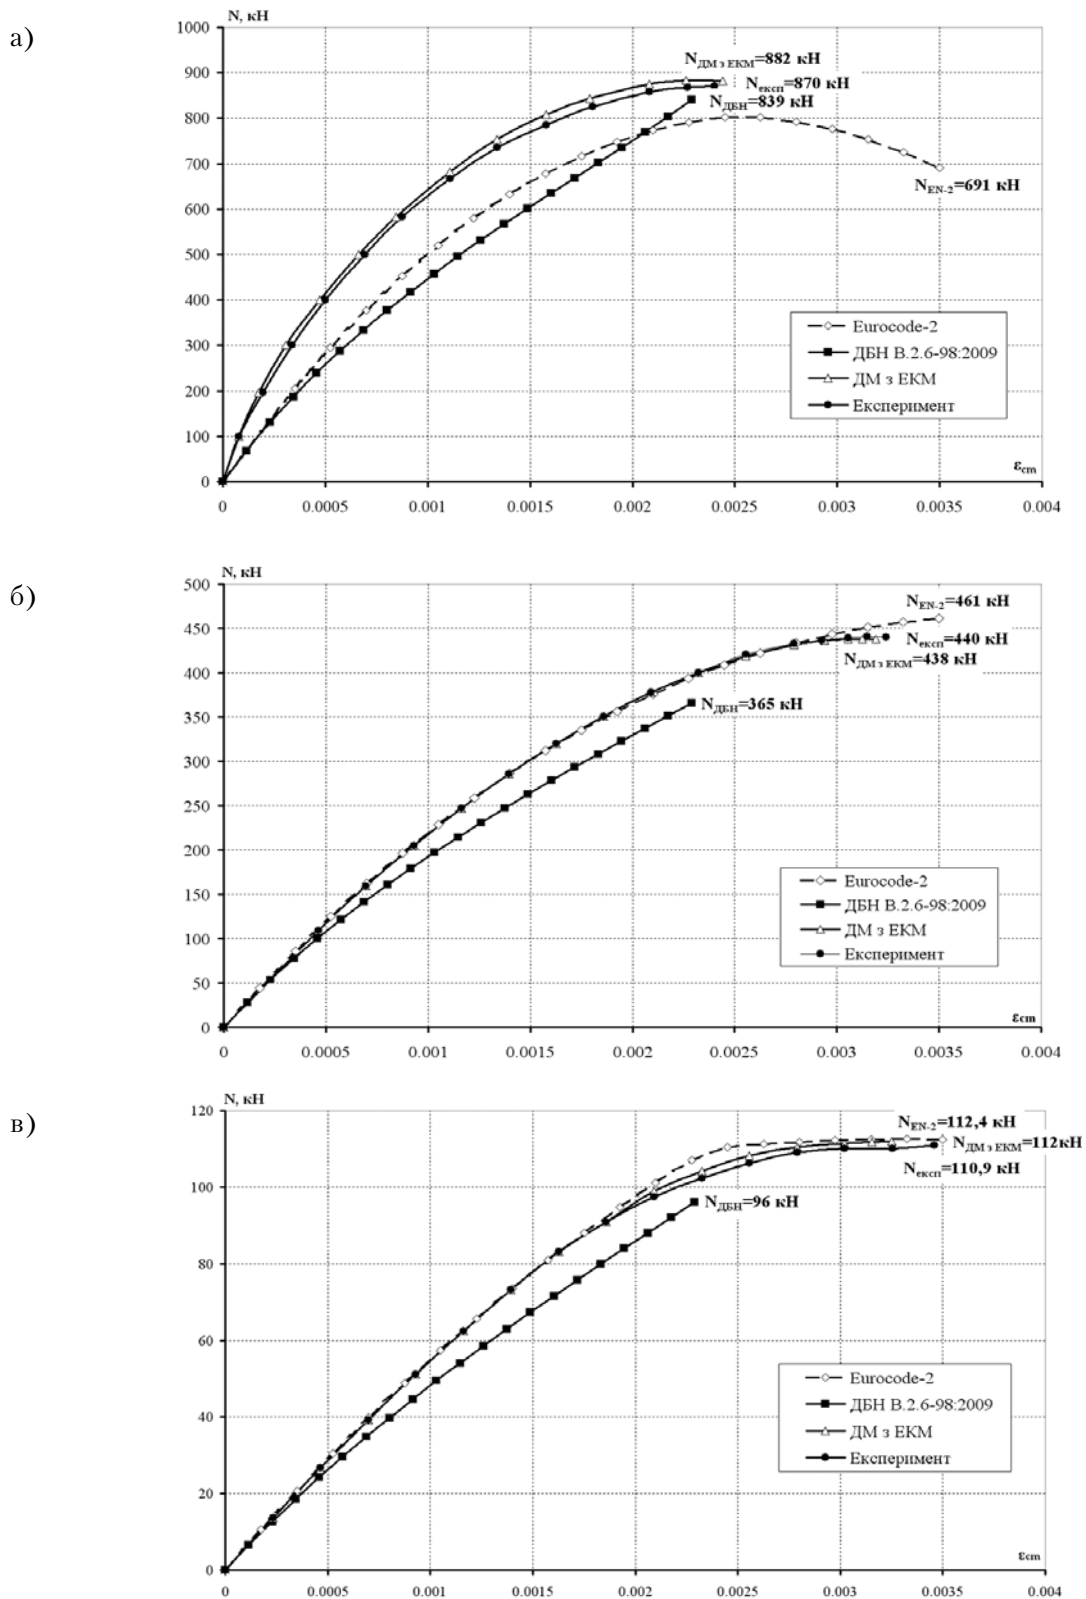 а)
N, кН
1000
900
800
700
600
500
400
300
200
100
0
N_ДМ з ЕКМ=882 кН
N_експ=870 кН
N_ДБН=839 кН
N_EN-2=691 кН
Eurocode-2
ДБН В.2.6-98:2009
ДМ з ЕКМ
Експеримент
ε_cm
0 0.0005 0.001 0.0015 0.002 0.0025 0.003 0.0035 0.004
б)
N, кН
500
450
400
350
300
250
200
150
100
50
0
N_EN-2=461 кН
N_експ=440 кН
N_ДМ з ЕКМ=438 кН
N_ДБН=365 кН
Eurocode-2
ДБН В.2.6-98:2009
ДМ з ЕКМ
Експеримент
εcm
0 0.0005 0.001 0.0015 0.002 0.0025 0.003 0.0035 0.004
в)
N, кН
120
100
80
60
40
20
0
N_EN-2=112,4 кН
N_ДМ з ЕКМ=112кН
N_експ=110,9 кН
N_ДБН=96 кН
Eurocode-2
ДБН В.2.6-98:2009
ДМ з ЕКМ
Експеримент
εcm
0 0.0005 0.001 0.0015 0.002 0.0025 0.003 0.0035 0.004